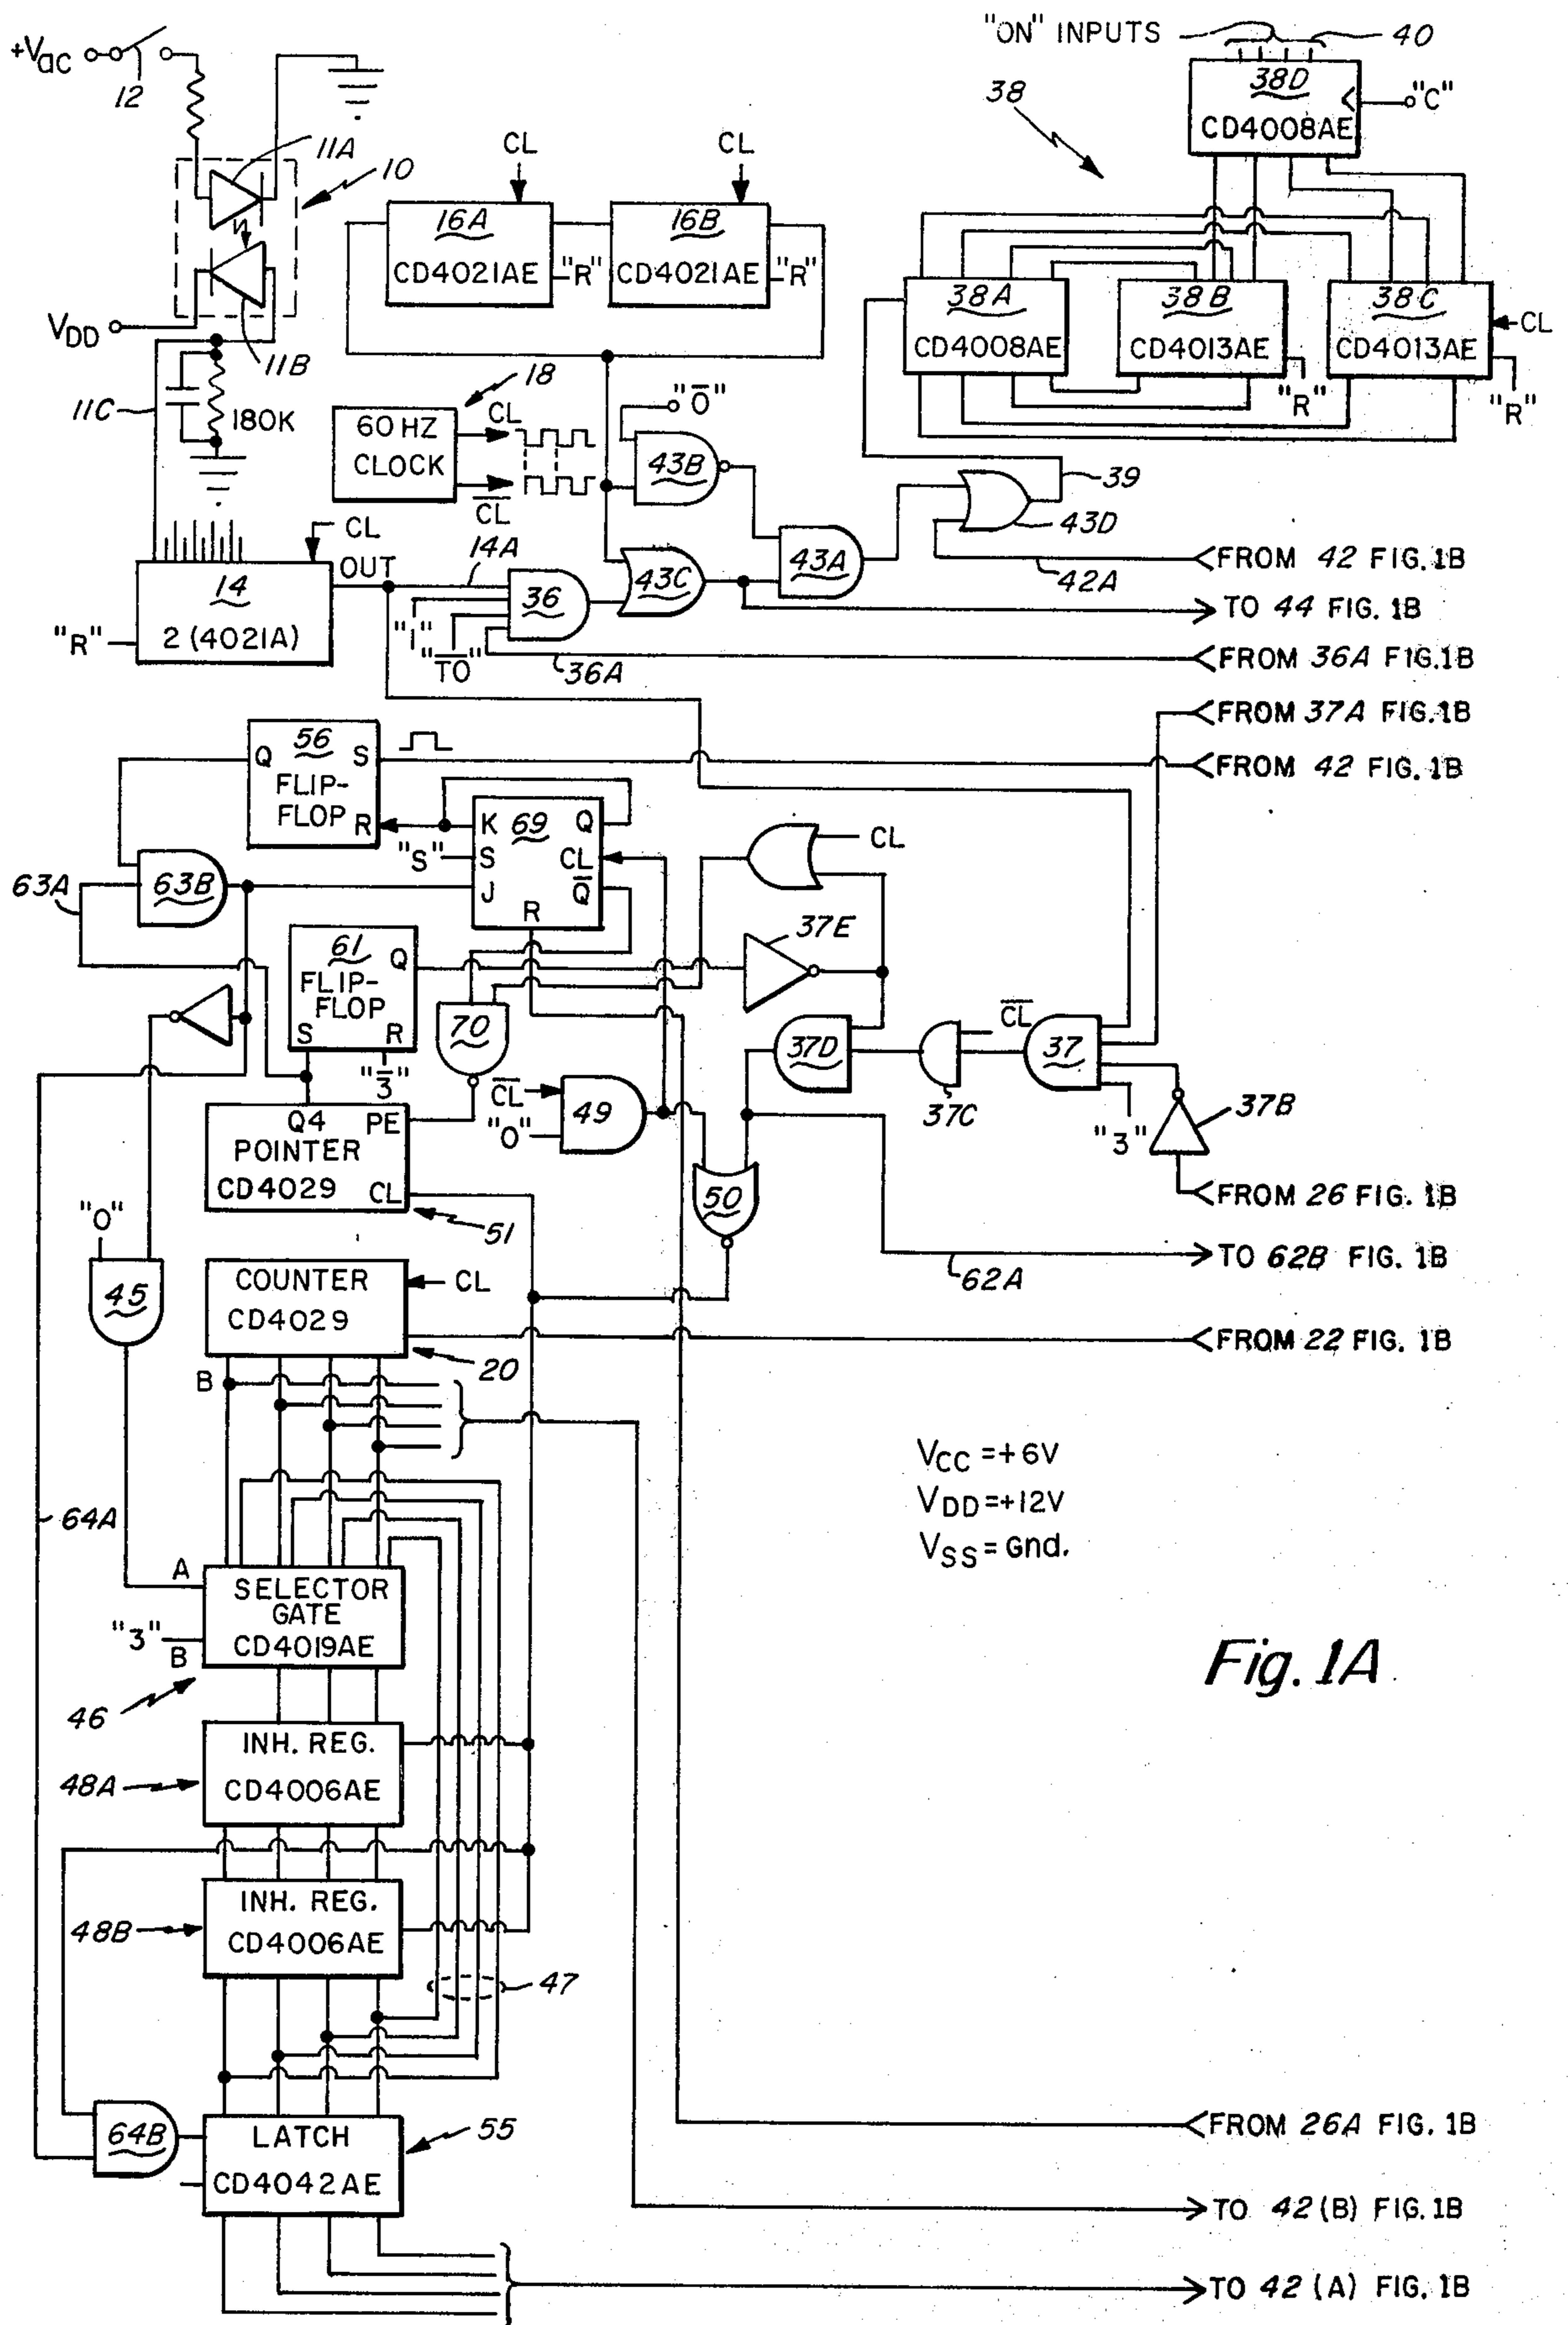 "ON" INPUTS
40
+Vac
12
38
38D
CD4008AE
"C"
11A
10
CL
CL
16A
CD4021AE
"R"
16B
CD4021AE
"R"
VDD
11B
11C
180K
38A
CD4008AE
38B
CD4013AE
"R"
38C
CD4013AE
CL
"R"
18
60 HZ
CLOCK
CL
C̅L̅
"O̅"
43B
39
43D
CL
OUT
14
2 (4021A)
"R"
14A
36
"1"
"T̅O̅"
36A
43C
43A
42A
FROM 42 FIG. 1B
TO 44 FIG. 1B
FROM 36A FIG. 1B
FROM 37A FIG. 1B
FROM 42 FIG. 1B
Q
56
S
FLIP-
FLOP
R
K
69
Q
"S"
S
CL
J
Q̅
R
CL
63A
63B
37E
61
Q
FLIP-
FLOP
S
R
"3̅"
70
C̅L̅
37D
37C
37
"3"
37B
Q4
PE
POINTER
CD4029
CL
51
C̅L̅
"O"
49
50
FROM 26 FIG. 1B
TO 62B FIG. 1B
62A
"O"
45
COUNTER
CD4029
CL
20
FROM 22 FIG. 1B
B
VCC = +6V
VDD = +12V
VSS = Gnd.
64A
A
SELECTOR
GATE
CD4019AE
"3"
B
46
Fig. 1A
INH. REG.
CD4006AE
48A
INH. REG.
CD4006AE
48B
47
64B
LATCH
CD4042AE
55
FROM 26A FIG. 1B
TO 42 (B) FIG. 1B
TO 42 (A) FIG. 1B